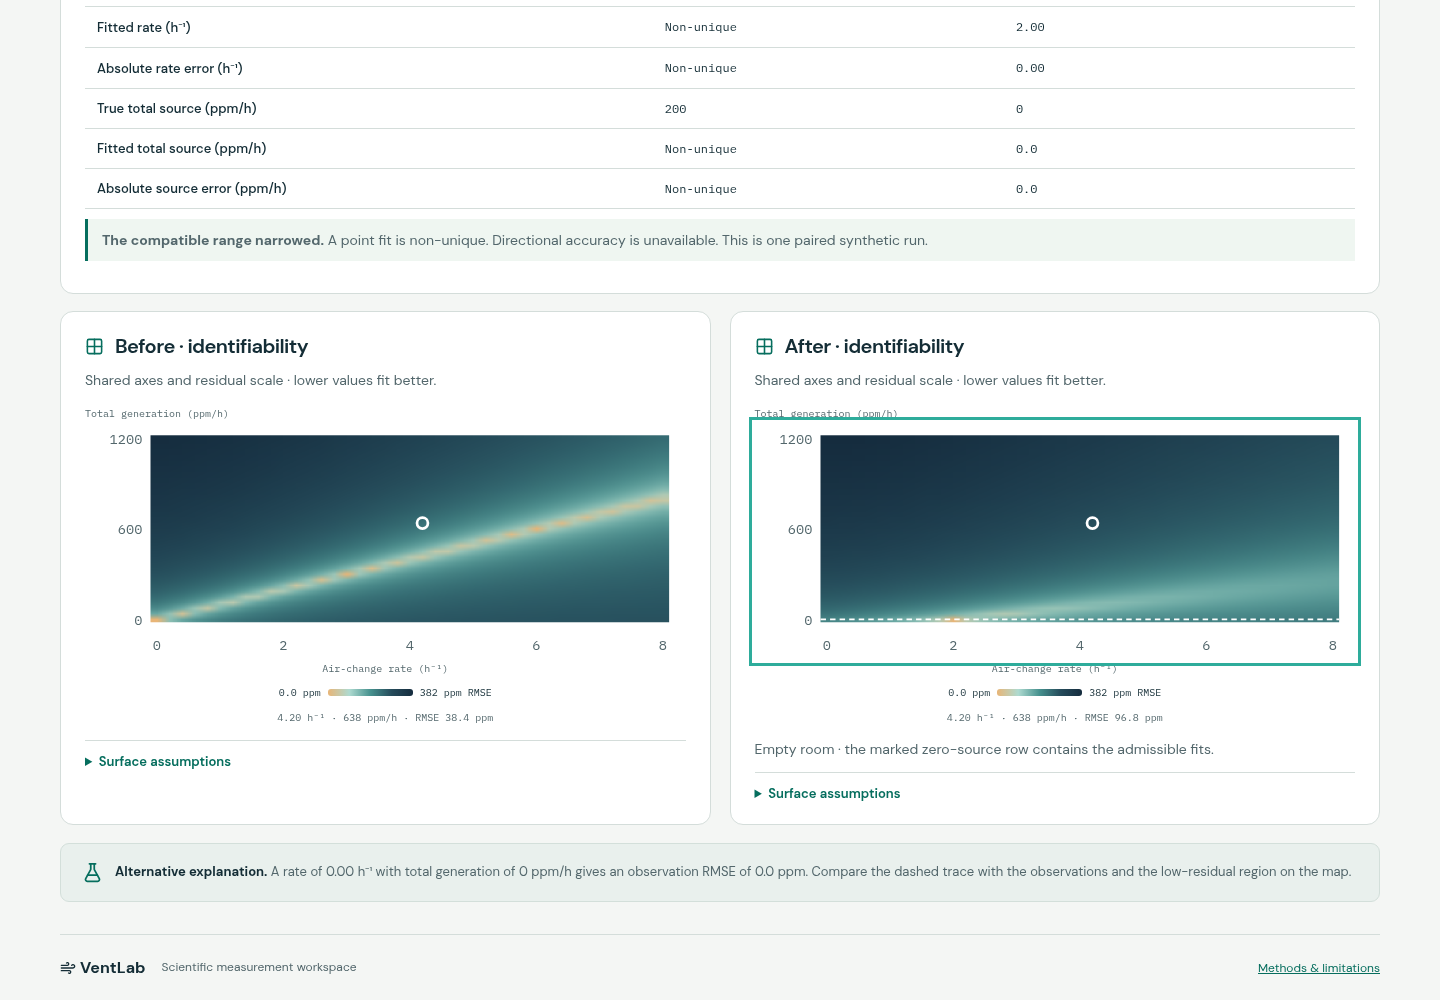 Fitted rate (h⁻¹) Non-unique 2.00
Absolute rate error (h⁻¹) Non-unique 0.00
True total source (ppm/h) 200 0
Fitted total source (ppm/h) Non-unique 0.0
Absolute source error (ppm/h) Non-unique 0.0
The compatible range narrowed. A point fit is non-unique. Directional accuracy is unavailable. This is one paired synthetic run.
Before · identifiability
Shared axes and residual scale · lower values fit better.
Total generation (ppm/h)
1200
600
0
0 2 4 6 8
Air-change rate (h⁻¹)
0.0 ppm 382 ppm RMSE
4.20 h⁻¹ · 638 ppm/h · RMSE 38.4 ppm
Surface assumptions
After · identifiability
Shared axes and residual scale · lower values fit better.
Total generation (ppm/h)
1200
600
0
0 2 4 6 8
Air-change rate (h⁻¹)
0.0 ppm 382 ppm RMSE
4.20 h⁻¹ · 638 ppm/h · RMSE 96.8 ppm
Empty room · the marked zero-source row contains the admissible fits.
Surface assumptions
Alternative explanation. A rate of 0.00 h⁻¹ with total generation of 0 ppm/h gives an observation RMSE of 0.0 ppm. Compare the dashed trace with the observations and the low-residual region on the map.
VentLab Scientific measurement workspace
Methods & limitations